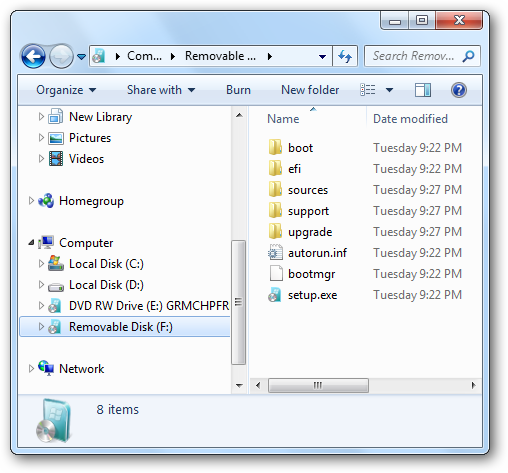 Com... Removable ... Search Remov...
Organize Share with Burn New folder
New Library
Pictures
Videos
Homegroup
Computer
Local Disk (C:)
Local Disk (D:)
DVD RW Drive (E:) GRMCHPFR
Removable Disk (F:)
Network
Name Date modified
boot Tuesday 9:22 PM
efi Tuesday 9:22 PM
sources Tuesday 9:27 PM
support Tuesday 9:27 PM
upgrade Tuesday 9:27 PM
autorun.inf Tuesday 9:22 PM
bootmgr Tuesday 9:22 PM
setup.exe Tuesday 9:22 PM
8 items